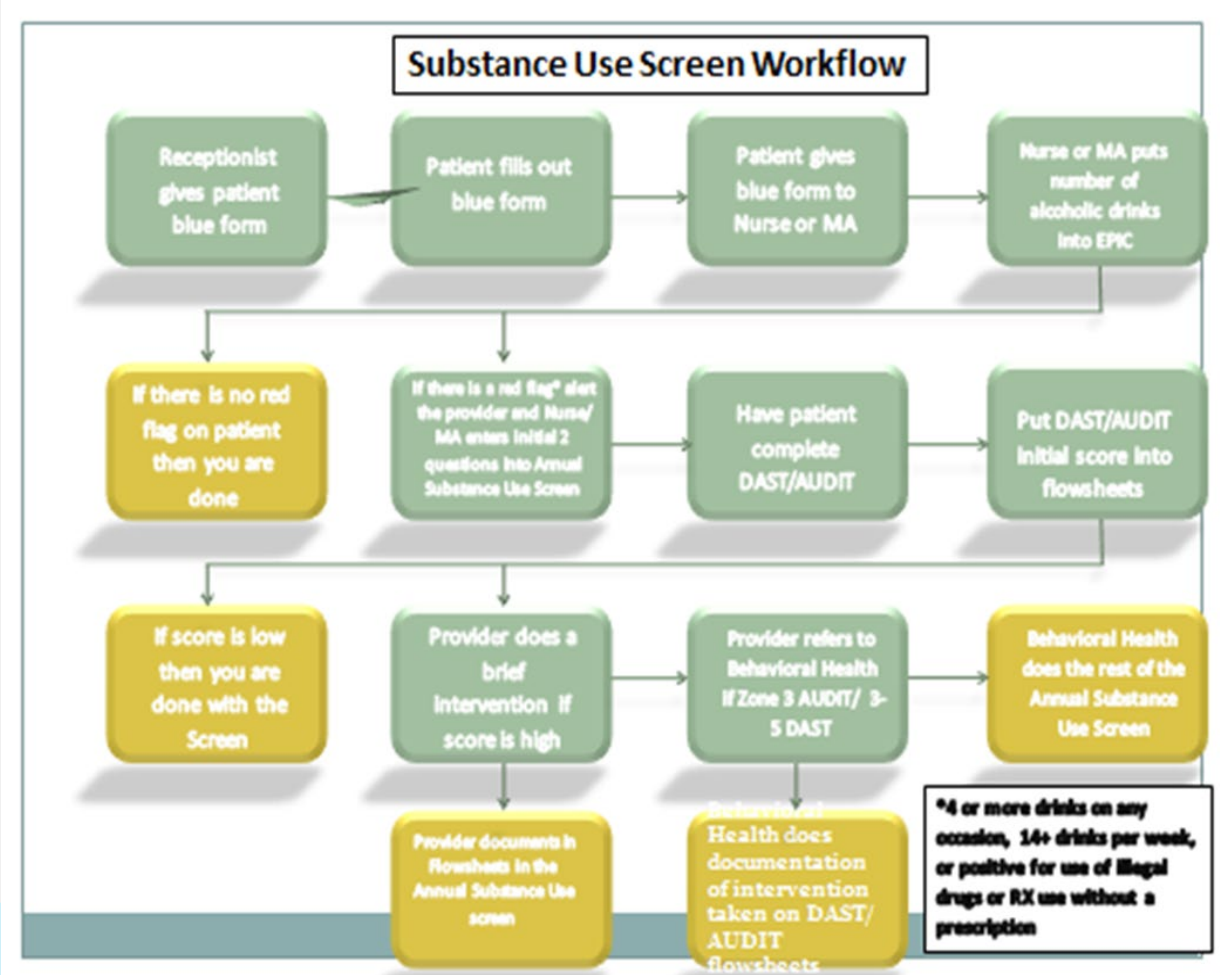 Substance Use Screen Workflow
Receptionist
gives patient
blue form
Patient fills out
blue form
Patient gives
blue form to
Nurse or MA
Nurse or MA puts
number of
alcoholic drinks
into EPIC
If there is no red
flag on patient
then you are
done
If there is a red flag* alert
the provider and Nurse/
MA enters initial 2
questions into Annual
Substance Use Screen
Have patient
complete
DAST/AUDIT
Put DAST/AUDIT
initial score into
flowsheets
If score is low
then you are
done with the
Screen
Provider does a
brief
intervention if
score is high
Provider refers to
Behavioral Health
if Zone 3 AUDIT/ 3-
5 DAST
Behavioral Health
does the rest of the
Annual Substance
Use Screen
Provider documents in
Flowsheets in the
Annual Substance Use
screen
Behavioral
Health does
documentation
of intervention
taken on DAST/
AUDIT
flowsheets
*4 or more drinks on any
occasion, 14+ drinks per week,
or positive for use of illegal
drugs or RX use without a
prescription